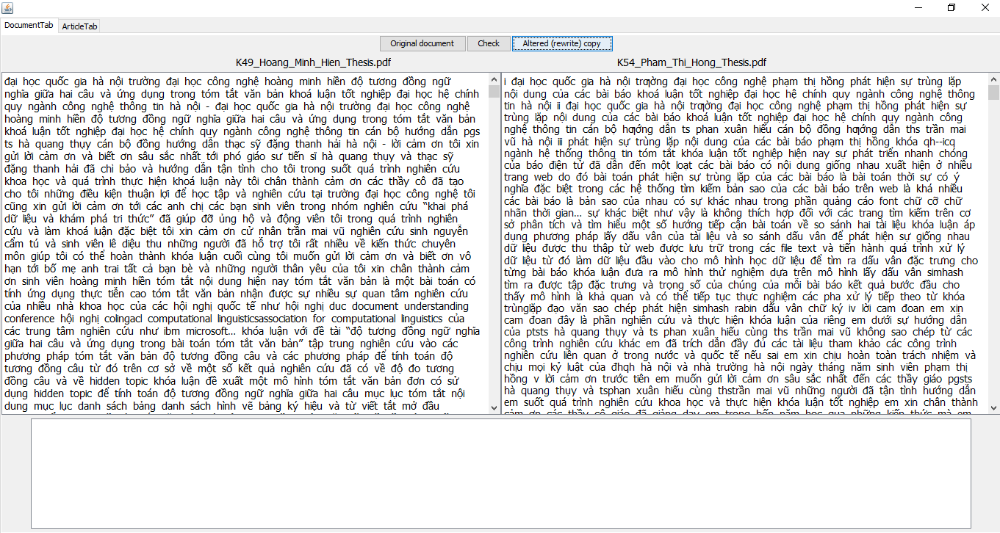 DocumentTab
ArticleTab
Original document
Check
Altered (rewrite) copy
K49_Hoang_Minh_Hien_Thesis.pdf
K54_Pham_Thi_Hong_Thesis.pdf
đại học quốc gia hà nội trường đại học công nghệ hoàng minh hiền độ tương đồng ngữ
nghĩa giữa hai câu và ứng dụng trong tóm tắt văn bản khoá luận tốt nghiệp đại học hệ chính
quy ngành công nghệ thông tin hà nội - đại học quốc gia hà nội trường đại học công nghệ
hoàng minh hiền độ tương đồng ngữ nghĩa giữa hai câu và ứng dụng trong tóm tắt văn bản
khoá luận tốt nghiệp đại học hệ chính quy ngành công nghệ thông tin cán bộ hướng dẫn pgs
ts hà quang thụy cán bộ đồng hướng dẫn thạc sỹ đặng thanh hải hà nội - lời cảm ơn tôi xin
gửi lời cảm ơn và biết ơn sâu sắc nhất tới phó giáo sư tiến sĩ hà quang thụy và thạc sỹ
đặng thanh hải đã chỉ bảo và hướng dẫn tận tình cho tôi trong suốt quá trình nghiên cứu
khoa học và quá trình thực hiện khoá luận này tôi chân thành cảm ơn các thầy cô đã tạo
cho tôi những điều kiện thuận lợi để học tập và nghiên cứu tại trường đại học công nghệ tôi
cũng xin gửi lời cảm ơn tới các anh chị các bạn sinh viên trong nhóm nghiên cứu “khai phá
dữ liệu và khám phá tri thức” đã giúp đỡ ủng hộ và động viên tôi trong quá trình nghiên
cứu và làm khoá luận đặc biệt tôi xin cảm ơn cử nhân trần mai vũ nghiên cứu sinh nguyễn
cẩm tú và sinh viên lê diệu thu những người đã hỗ trợ tôi rất nhiều về kiến thức chuyên
môn giúp tôi có thể hoàn thành khóa luận cuối cùng tôi muốn gửi lời cảm ơn và biết ơn vô
hạn tới bố mẹ anh trai tất cả bạn bè và những người thân yêu của tôi xin chân thành cảm
ơn sinh viên hoàng minh hiền tóm tắt nội dung hiện nay tóm tắt văn bản là một bài toán có
tính ứng dụng thực tiễn cao tóm tắt văn bản nhận được sự nhiều sự quan tâm nghiên cứu
của nhiều nhà khoa học của các hội nghị quốc tế như hội nghị duc document understanding
conference hội nghị colingacl computational linguisticsassociation for computational linguistics của
các trung tâm nghiên cứu như ibm microsoft... khóa luận với đề tài “độ tương đồng ngữ nghĩa
giữa hai câu và ứng dụng trong bài toán tóm tắt văn bản” tập trung nghiên cứu vào các
phương pháp tóm tắt văn bản độ tương đồng câu và các phương pháp để tính toán độ
tương đồng câu từ đó trên cơ sở về một số kết quả nghiên cứu đã có về độ đo tương
đồng câu và về hidden topic khóa luận đề xuất một mô hình tóm tắt văn bản đơn có sử
dụng hidden topic để tính toán độ tương đồng ngữ nghĩa giữa hai câu mục lục tóm tắt nội
dung mục lục danh sách bảng danh sách hình vẽ bảng ký hiệu và từ viết tắt mở đầu
i đại học quốc gia hà nội trƣờng đại học công nghệ phạm thị hồng phát hiện sự trùng lặp
nội dung của các bài báo khoá luận tốt nghiệp đại học hệ chính quy ngành công nghệ thông
tin hà nội ii đại học quốc gia hà nội trƣờng đại học công nghệ phạm thị hồng phát hiện sự
trùng lặp nội dung của các bài báo khoá luận tốt nghiệp đại học hệ chính quy ngành công
nghệ thông tin cán bộ hƣớng dẫn ts phan xuân hiếu cán bộ đồng hƣớng dẫn ths trần mai
vũ hà nội iii phát hiện sự trùng lặp nội dung của các bài báo phạm thị hồng khóa qh--icq
ngành hệ thống thông tin tóm tắt khóa luận tốt nghiệp hiện nay sự phát triển nhanh chóng
của báo điện tử đã dẫn đến một loạt các bài báo có nội dung giống nhau xuất hiện ở nhiều
trang web do đó bài toán phát hiện sự trùng lặp của các bài báo là bài toán thời sự có ý
nghĩa đặc biệt trong các hệ thống tìm kiếm bản sao của các bài báo trên web là khá nhiều
các bài báo là bản sao của nhau có sự khác nhau trong phần quảng cáo font chữ cỡ chữ
nhãn thời gian... sự khác biệt như vậy là không thích hợp đối với các trang tìm kiếm trên cơ
sở phân tích và tìm hiểu một số hướng tiếp cận bài toán về so sánh hai tài liệu khóa luận áp
dụng phương pháp lấy dấu vân của tài liệu và so sánh dấu vân để phát hiện sự giống nhau
dữ liệu được thu thập từ web được lưu trữ trong các file text và tiến hành quá trình xử lý
dữ liệu từ đó làm dữ liệu đầu vào cho mô hình học dữ liệu để tìm ra dấu vân đặc trưng cho
từng bài báo khóa luận đưa ra mô hình thử nghiệm dựa trên mô hình lấy dấu vân simhash
tìm ra được tập đặc trưng và trọng số của chúng của mỗi bài báo kết quả bước đầu cho
thấy mô hình là khả quan và có thể tiếp tục thực nghiệm các pha xử lý tiếp theo từ khóa
trùnglặp đạo văn sao chép phát hiện simhash rabin dấu vân chữ ký iv lời cam đoan em xin
cam đoan đây là phần nghiên cứu và thực hiện khóa luận của riêng em dưới sự hướng dẫn
của ptsts hà quang thụy và ts phan xuân hiếu cùng ths trần mai vũ không sao chép từ các
công trình nghiên cứu khác em đã trích dẫn đầy đủ các tài liệu tham khảo các công trình
nghiên cứu liên quan ở trong nước và quốc tế nếu sai em xin chịu hoàn toàn trách nhiệm và
chịu mọi kỷ luật của đhqh hà nội và nhà trường hà nội ngày tháng năm sinh viên phạm thị
hồng v lời cảm ơn trước tiên em muốn gửi lời cảm ơn sâu sắc nhất đến các thầy giáo pgsts
hà quang thụy và tsphan xuân hiếu cùng thstrần mai vũ những người đã tận tình hướng dẫn
em suốt quá trình nghiên cứu khoa học và thực hiện khóa luận tốt nghiệp em xin chân thành
cảm ơn các thầy cô giáo đã giảng dạy em trong bốn năm học qua những kiến thức mà em